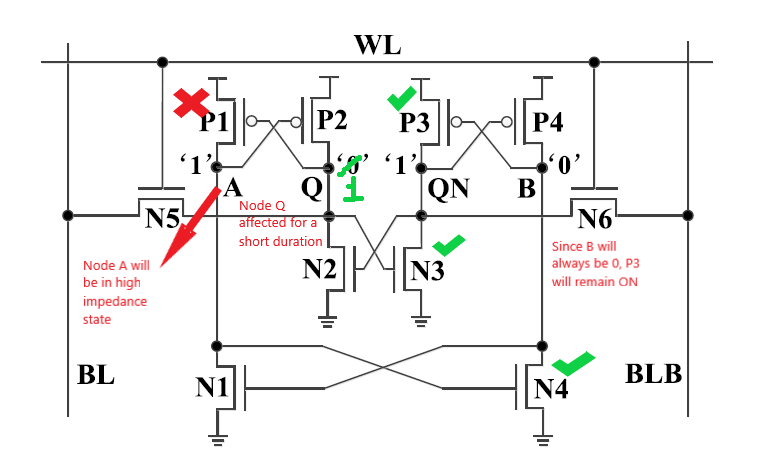 WL
P1
P2
P3
P4
‘1’
‘0’
1
‘1’
‘0’
A
Q
QN
B
N5
N6
Node Q
affected for a
short duration
Node A will
be in high
impedance
state
Since B will
always be 0, P3
will remain ON
N2
N3
BL
N1
N4
BLB